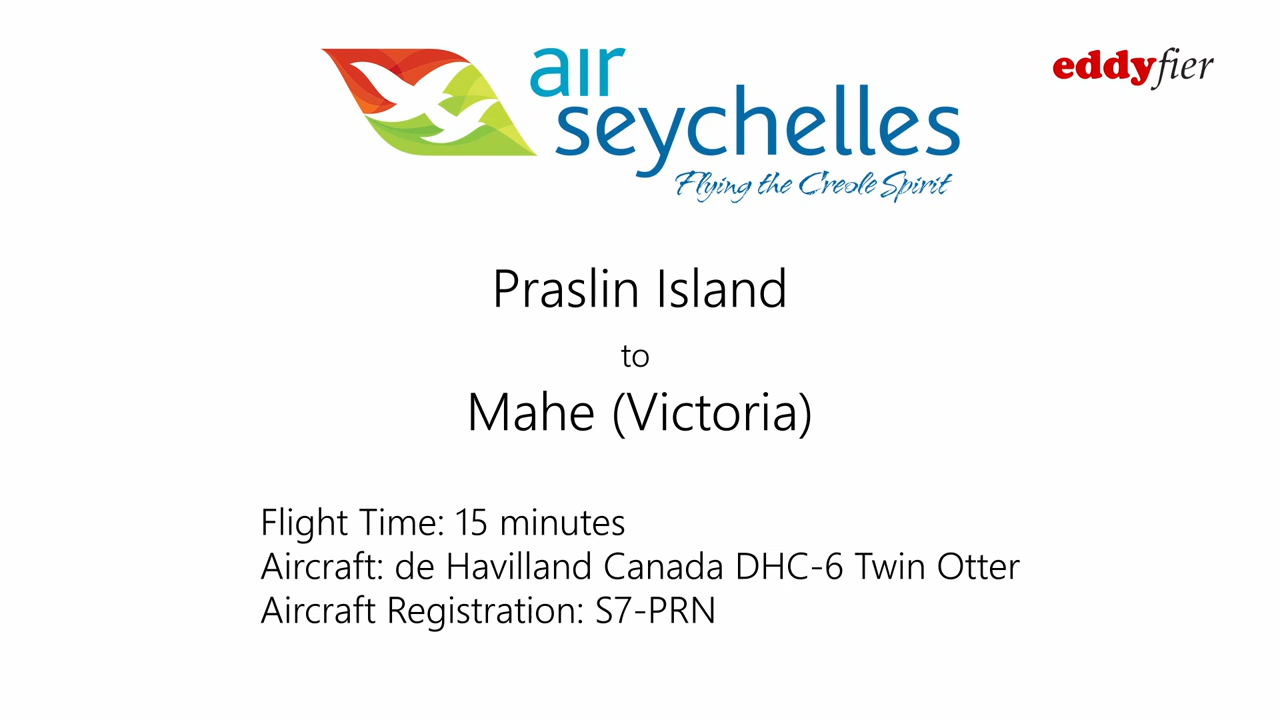 air
seychelles
Flying the Creole Spirit
eddyfier
Praslin Island
to
Mahe (Victoria)
Flight Time: 15 minutes
Aircraft: de Havilland Canada DHC-6 Twin Otter
Aircraft Registration: S7-PRN